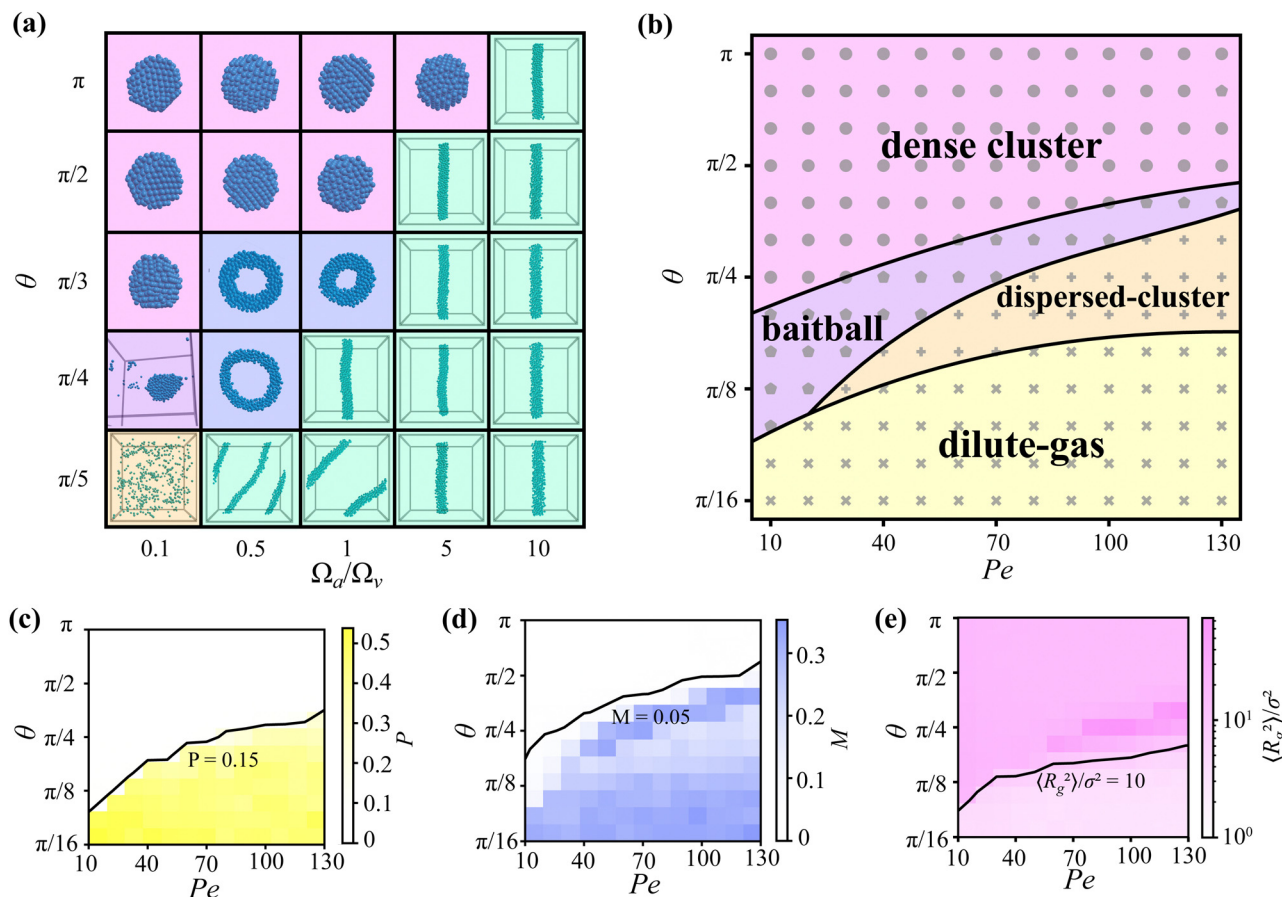 (a)
π
π/2
θ π/3
π/4
π/5
0.1 0.5 1 5 10
Ωa/Ωv
(b)
π
π/2
θ
π/4
π/8
π/16
dense cluster
baitball
dispersed-cluster
dilute-gas
10 40 70 100 130
Pe
(c)
π
π/2
θ
π/4
π/8
π/16
P = 0.15
10 40 70 100 130
Pe
0.5
0.4
0.3
0.2
0.1
0
P
(d)
π
π/2
θ
π/4
π/8
π/16
M = 0.05
10 40 70 100 130
Pe
0.3
0.2
0.1
0
M
(e)
π
π/2
θ
π/4
π/8
π/16
⟨Rg²⟩/σ² = 10
10 40 70 100 130
Pe
10¹
10⁰
⟨Rg²⟩/σ²